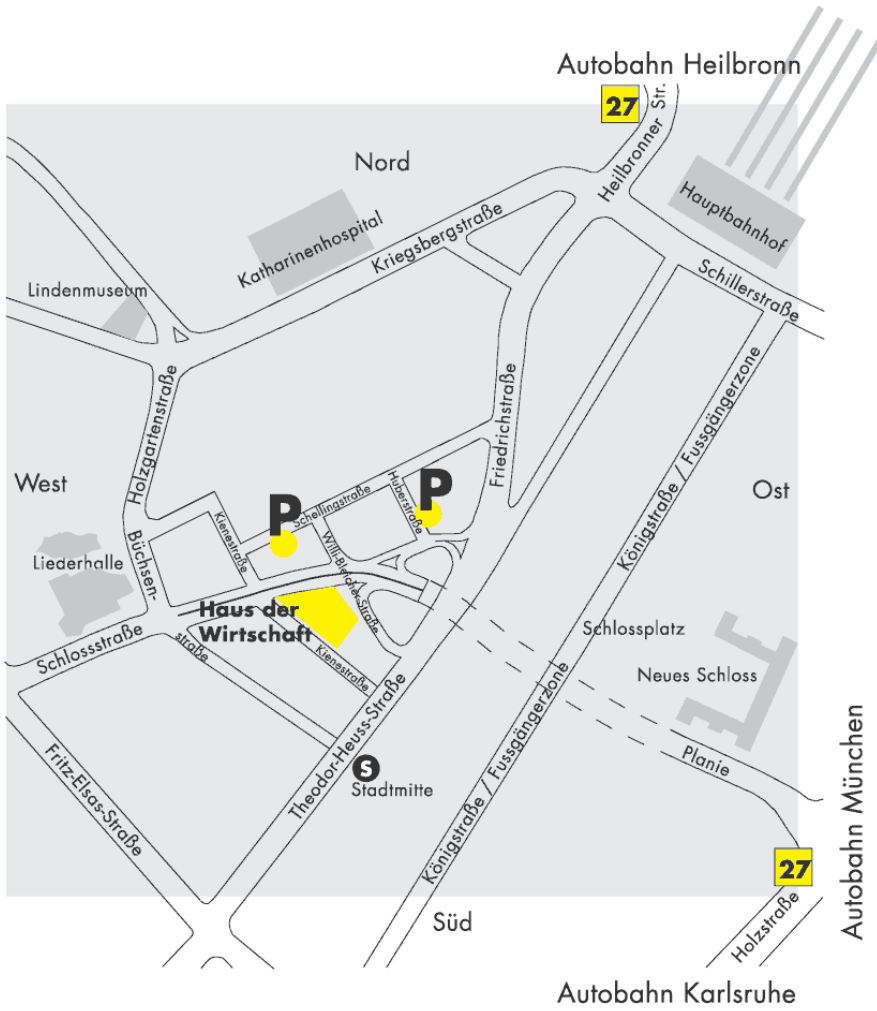 Autobahn Heilbronn
27
Heilbronner Str.
Nord
Hauptbahnhof
Katharinenhospital
Kriegsbergstraße
Schillerstraße
Lindenmuseum
Holzgartenstraße
Friedrichstraße
Königstraße / Fussgängerzone
West
Ost
P
P
Schellingstraße
Huberstraße
Kienestraße
Büchsen-
Willi-Bleicher-Straße
Liederhalle
Haus der
Wirtschaft
Schlossstraße
straße
Kienestraße
Schlossplatz
Neues Schloss
Theodor-Heuss-Straße
Königstraße / Fussgängerzone
Planie
Fritz-Elsas-Straße
S
Stadtmitte
Autobahn München
27
Holzstraße
Süd
Autobahn Karlsruhe